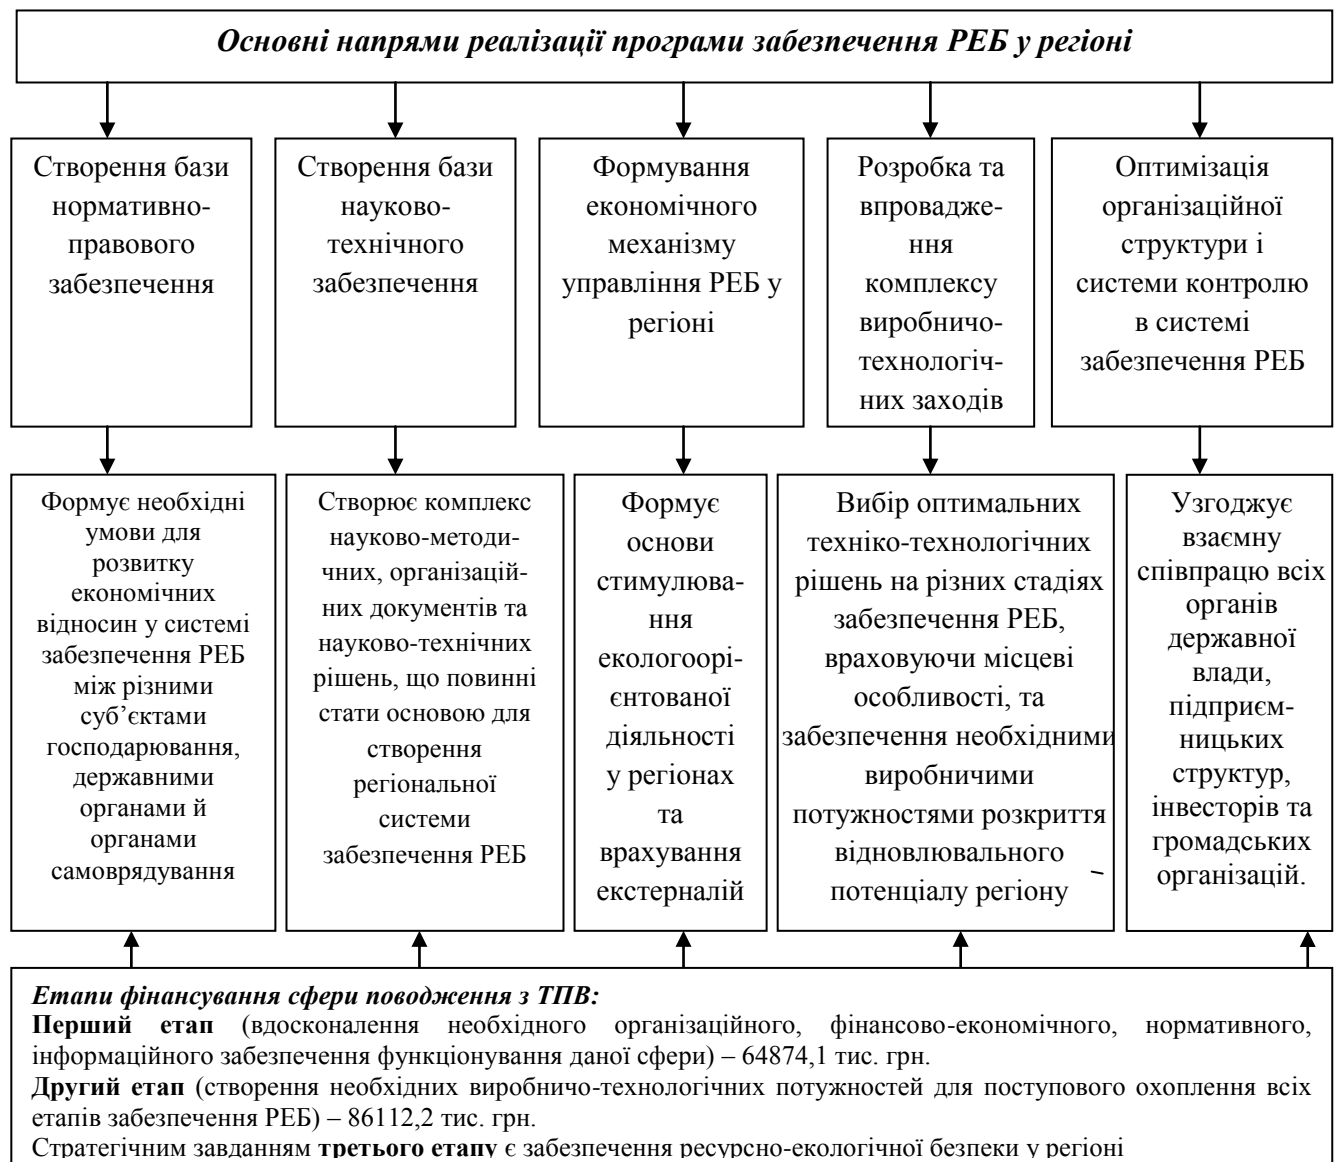 Основні напрями реалізації програми забезпечення РЕБ у регіоні
Створення бази
нормативно-
правового
забезпечення
Створення бази
науково-
технічного
забезпечення
Формування
економічного
механізму
управління РЕБ у
регіоні
Розробка та
впровадже-
ння
комплексу
виробничо-
технологіч-
них заходів
Оптимізація
організаційної
структури і
системи контролю
в системі
забезпечення РЕБ
Формує необхідні
умови для
розвитку
економічних
відносин у системі
забезпечення РЕБ
між різними
суб’єктами
господарювання,
державними
органами й
органами
самоврядування
Створює комплекс
науково-методи-
чних, організацій-
них документів та
науково-технічних
рішень, що повинні
стати основою для
створення
регіональної
системи
забезпечення РЕБ
Формує
основи
стимулюва-
ння
екологоорі-
єнтованої
діяльності
у регіонах
та
врахування
екстерналій
Вибір оптимальних
техніко-технологічних
рішень на різних стадіях
забезпечення РЕБ,
враховуючи місцеві
особливості, та
забезпечення необхідними
виробничими
потужностями розкриття
відновлювального
потенціалу регіону
Узгоджує
взаємну
співпрацю всіх
органів
державної
влади,
підприєм-
ницьких
структур,
інвесторів та
громадських
організацій.
Етапи фінансування сфери поводження з ТПВ:
Перший етап (вдосконалення необхідного організаційного, фінансово-економічного, нормативного,
інформаційного забезпечення функціонування даної сфери) – 64874,1 тис. грн.
Другий етап (створення необхідних виробничо-технологічних потужностей для поступового охоплення всіх
етапів забезпечення РЕБ) – 86112,2 тис. грн.
Стратегічним завданням третього етапу є забезпечення ресурсно-екологічної безпеки у регіоні